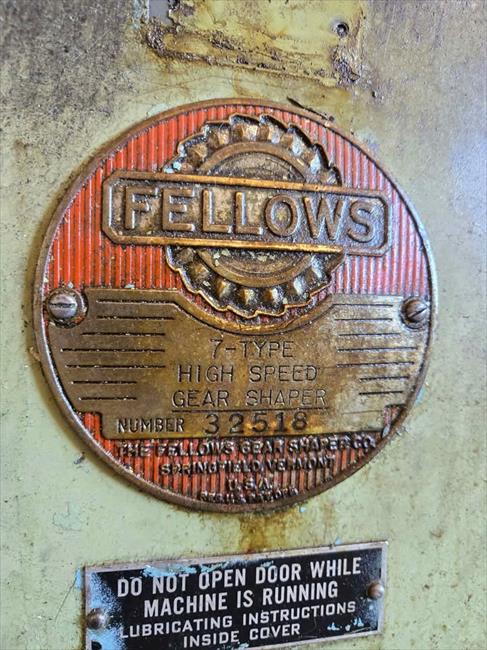 FELLOWS
7-TYPE
HIGH SPEED
GEAR SHAPER
NUMBER 32518
THE FELLOWS GEAR SHAPER CO.
SPRINGFIELD, VERMONT
U.S.A.
DO NOT OPEN DOOR WHILE
MACHINE IS RUNNING
LUBRICATING INSTRUCTIONS
INSIDE COVER